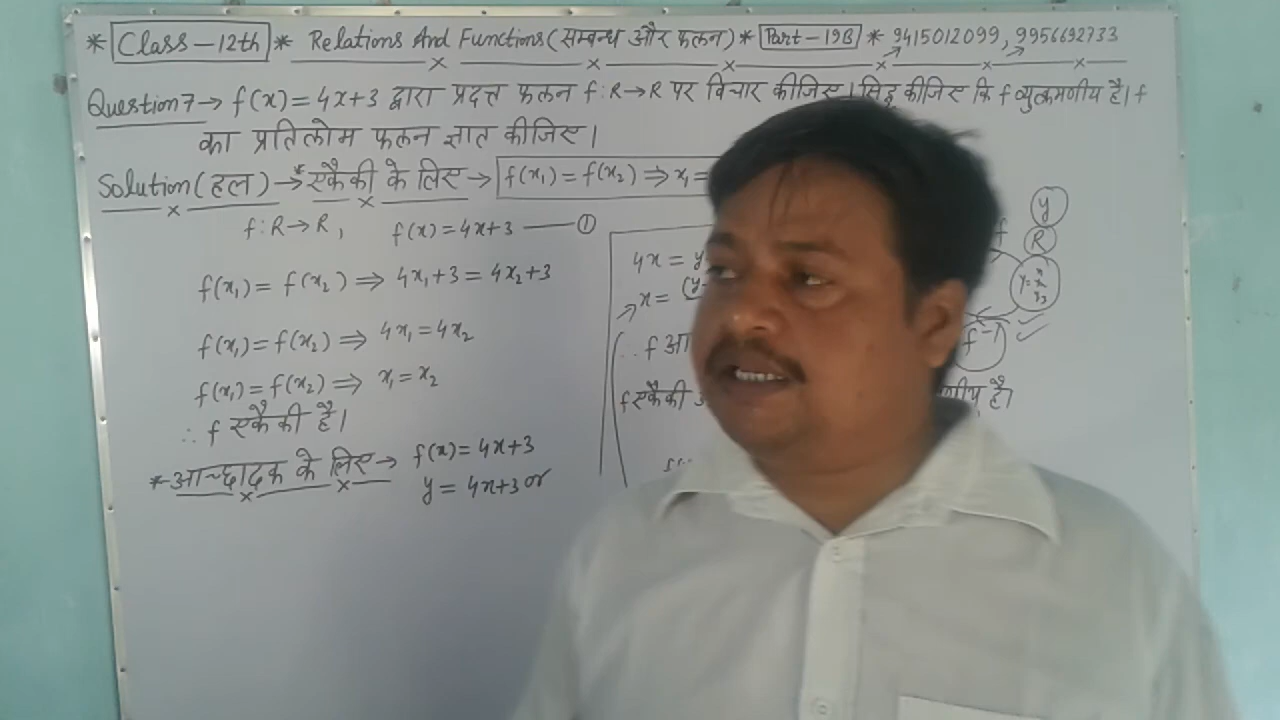 * Class-12th * Relations And Functions (सम्बन्ध और फलन) * Part-19B * 9415012099, 9956692733
Question 7 → f(x) = 4x+3 द्वारा प्रदत्त फलन f: R→R पर विचार कीजिए। सिद्ध कीजिए कि f व्युत्क्रमणीय है। f
का प्रतिलोम फलन ज्ञात कीजिए।
Solution (हल) → * एकैकी के लिए → f(x₁) = f(x₂) ⇒ x₁ =
f: R→R, f(x) = 4x+3 —— ①
f(x₁) = f(x₂) ⇒ 4x₁+3 = 4x₂+3
f(x₁) = f(x₂) ⇒ 4x₁ = 4x₂
f(x₁) = f(x₂) ⇒ x₁ = x₂
∴ f एकैकी है।
* आच्छादक के लिए → f(x) = 4x+3
y = 4x+3 or
4x = y
x = (y-
∴ f आ
f एकैकी
है।
f
y
R
f⁻¹